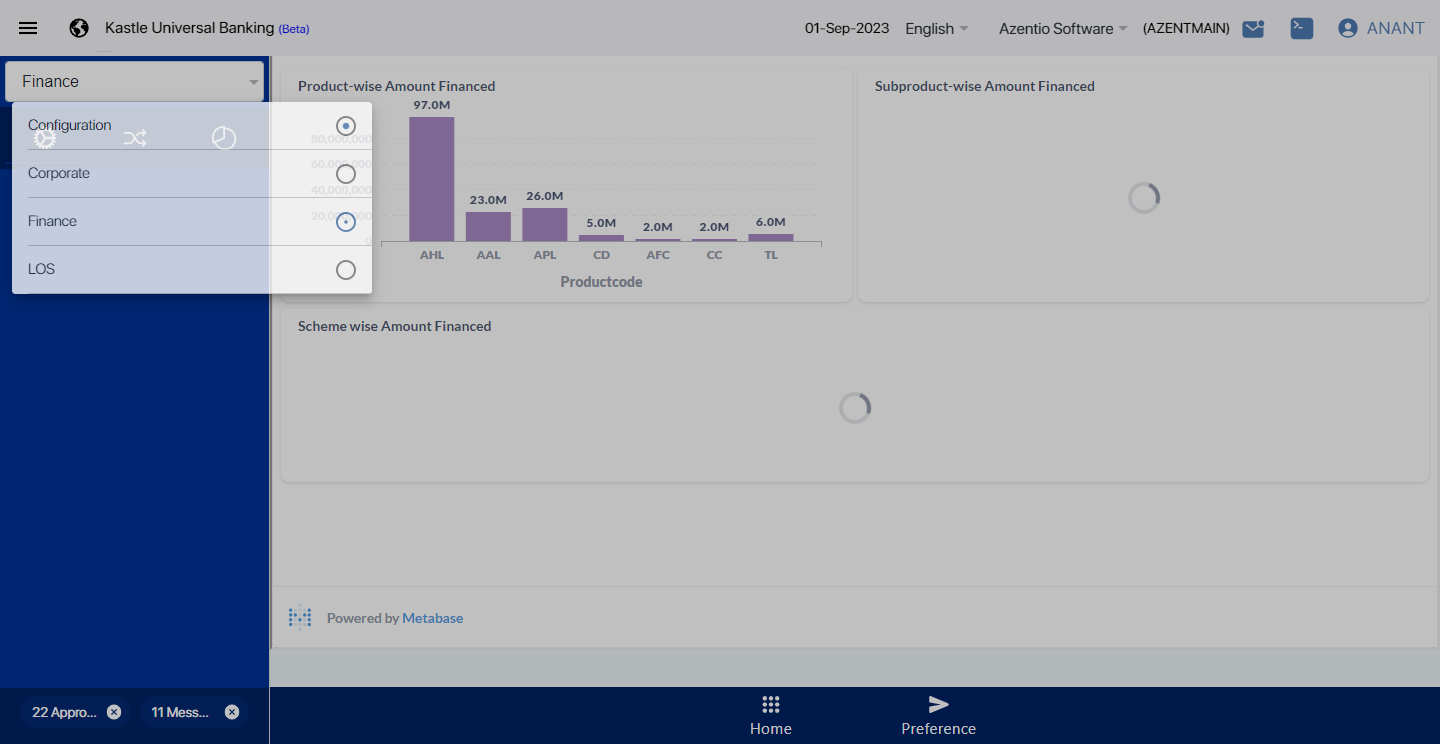 Kastle Universal Banking (Beta)
01-Sep-2023 English Azentio Software (AZENTMAIN) ANANT
Finance
Configuration
Corporate
Finance
LOS
Product-wise Amount Financed
97.0M
80,000,000
60,000,000
40,000,000
20,000,000
0
23.0M
26.0M
5.0M
2.0M
2.0M
6.0M
AHL AAL APL CD AFC CC TL
Productcode
Subproduct-wise Amount Financed
Scheme wise Amount Financed
Powered by Metabase
22 Appro... 11 Mess...
Home Preference